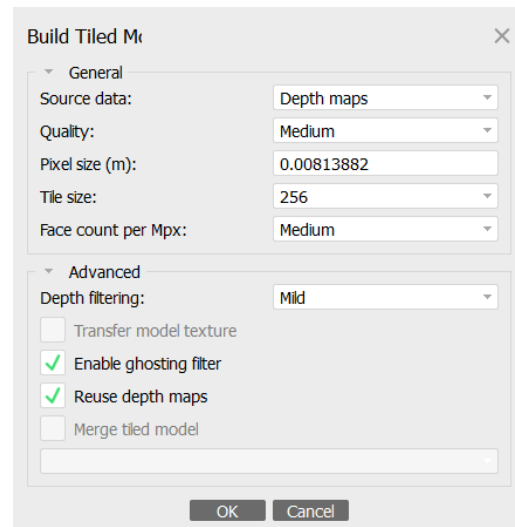 Build Tiled Mo
General
Source data: Depth maps
Quality: Medium
Pixel size (m): 0.00813882
Tile size: 256
Face count per Mpx: Medium
Advanced
Depth filtering: Mild
Transfer model texture
Enable ghosting filter
Reuse depth maps
Merge tiled model
OK Cancel